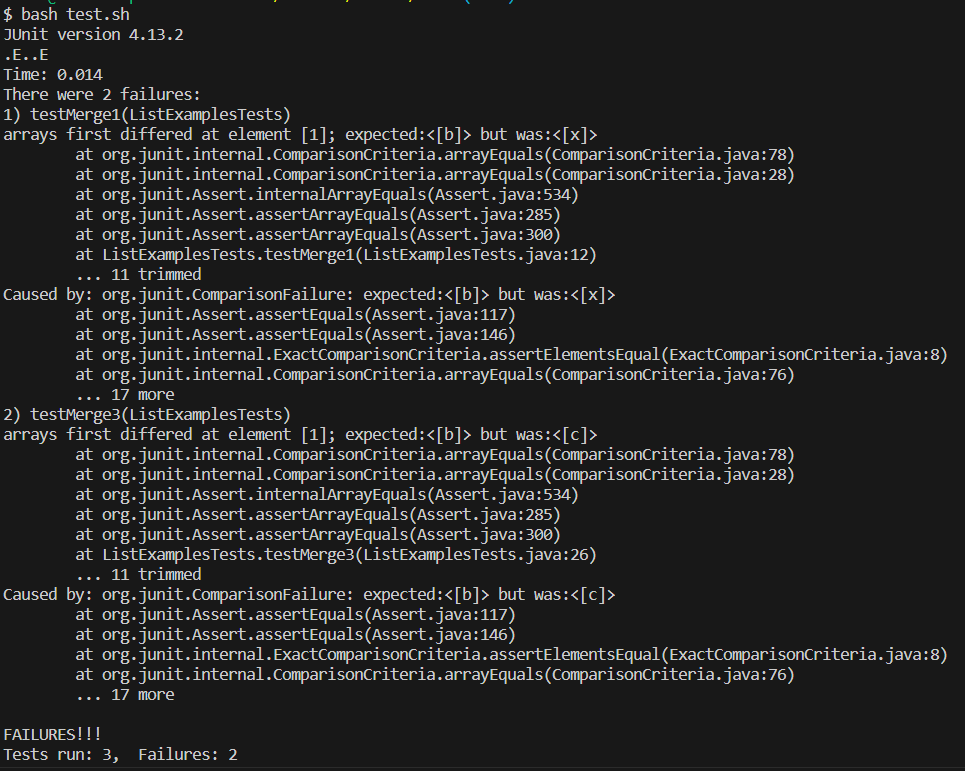 $ bash test.sh
JUnit version 4.13.2
.E..E
Time: 0.014
There were 2 failures:
1) testMerge1(ListExamplesTests)
arrays first differed at element [1]; expected:<[b]> but was:<[x]>
        at org.junit.internal.ComparisonCriteria.arrayEquals(ComparisonCriteria.java:78)
        at org.junit.internal.ComparisonCriteria.arrayEquals(ComparisonCriteria.java:28)
        at org.junit.Assert.internalArrayEquals(Assert.java:534)
        at org.junit.Assert.assertArrayEquals(Assert.java:285)
        at org.junit.Assert.assertArrayEquals(Assert.java:300)
        at ListExamplesTests.testMerge1(ListExamplesTests.java:12)
        ... 11 trimmed
Caused by: org.junit.ComparisonFailure: expected:<[b]> but was:<[x]>
        at org.junit.Assert.assertEquals(Assert.java:117)
        at org.junit.Assert.assertEquals(Assert.java:146)
        at org.junit.internal.ExactComparisonCriteria.assertElementsEqual(ExactComparisonCriteria.java:8)
        at org.junit.internal.ComparisonCriteria.arrayEquals(ComparisonCriteria.java:76)
        ... 17 more
2) testMerge3(ListExamplesTests)
arrays first differed at element [1]; expected:<[b]> but was:<[c]>
        at org.junit.internal.ComparisonCriteria.arrayEquals(ComparisonCriteria.java:78)
        at org.junit.internal.ComparisonCriteria.arrayEquals(ComparisonCriteria.java:28)
        at org.junit.Assert.internalArrayEquals(Assert.java:534)
        at org.junit.Assert.assertArrayEquals(Assert.java:285)
        at org.junit.Assert.assertArrayEquals(Assert.java:300)
        at ListExamplesTests.testMerge3(ListExamplesTests.java:26)
        ... 11 trimmed
Caused by: org.junit.ComparisonFailure: expected:<[b]> but was:<[c]>
        at org.junit.Assert.assertEquals(Assert.java:117)
        at org.junit.Assert.assertEquals(Assert.java:146)
        at org.junit.internal.ExactComparisonCriteria.assertElementsEqual(ExactComparisonCriteria.java:8)
        at org.junit.internal.ComparisonCriteria.arrayEquals(ComparisonCriteria.java:76)
        ... 17 more

FAILURES!!!
Tests run: 3,  Failures: 2